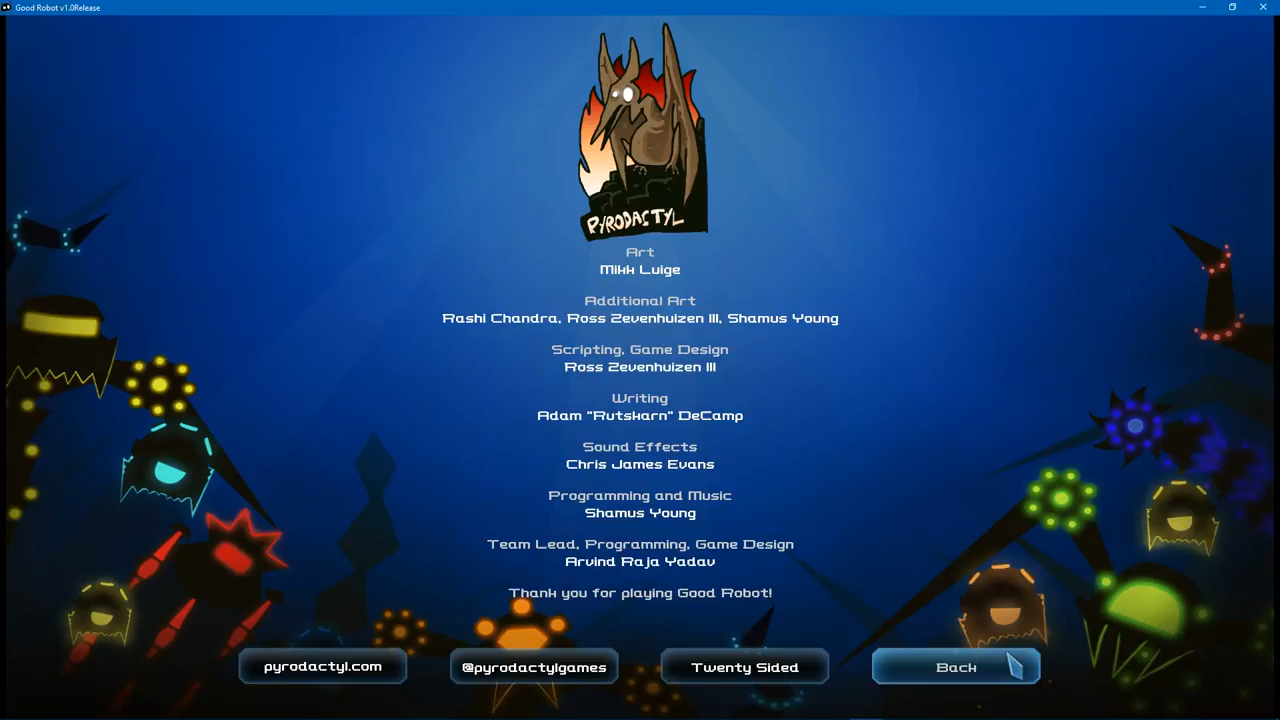 Good Robot v1.0Release
PYRODACTYL
Art
Mikk Luige
Additional Art
Rashi Chandra, Ross Zevenhuizen III, Shamus Young
Scripting, Game Design
Ross Zevenhuizen III
Writing
Adam "Rutskarn" DeCamp
Sound Effects
Chris James Evans
Programming and Music
Shamus Young
Team Lead, Programming, Game Design
Arvind Raja Yadav
Thank you for playing Good Robot!
pyrodactyl.com
@pyrodactylgames
Twenty Sided
Back